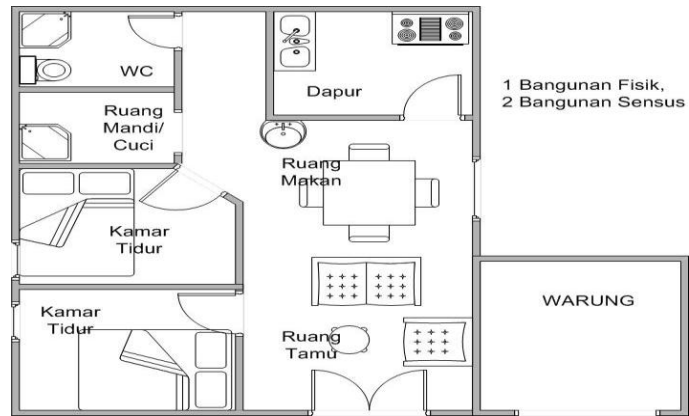 WC
Dapur
1 Bangunan Fisik,
2 Bangunan Sensus
Ruang
Mandi/
Cuci
Ruang
Makan
Kamar
Tidur
WARUNG
Kamar
Tidur
Ruang
Tamu